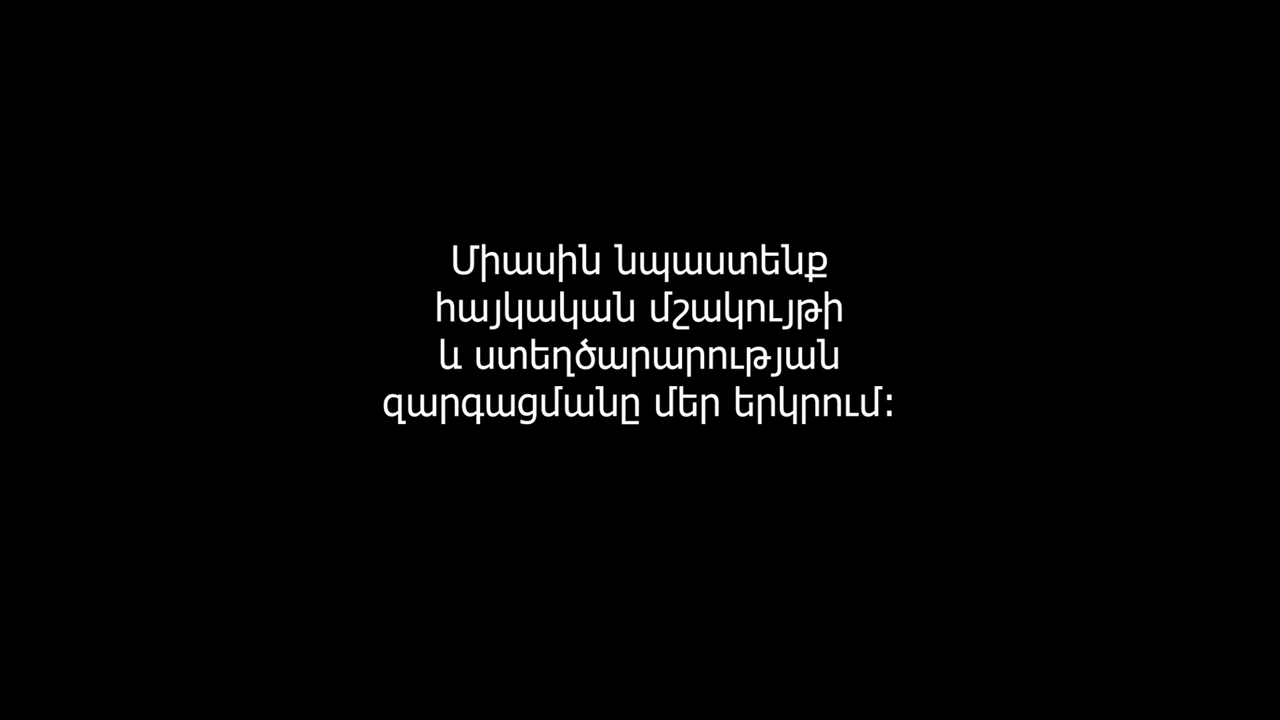 Միասին նպաստենք
հայկական մշակույթի
և ստեղծարարության
զարգացմանը մեր երկրում: